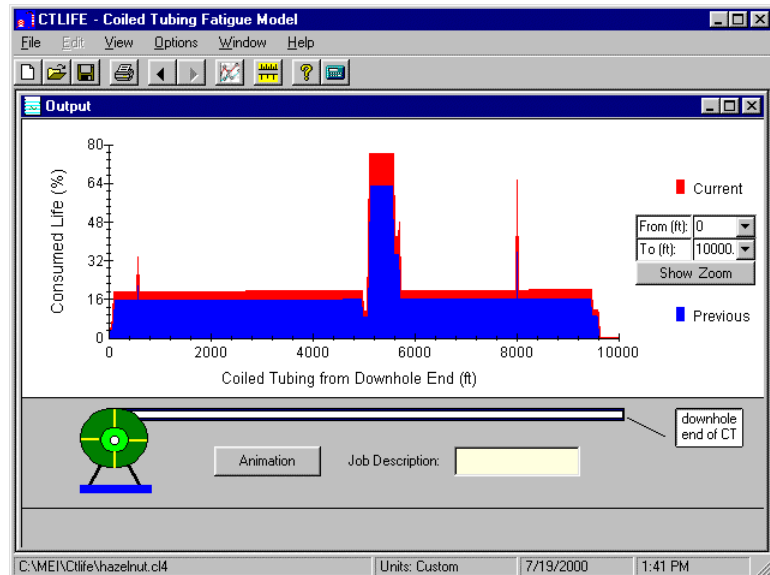 CTLIFE - Coiled Tubing Fatigue Model
File Edit View Options Window Help
Output
Consumed Life (%)
80
64
48
32
16
0
0 2000 4000 6000 8000 10000
Coiled Tubing from Downhole End (ft)
Current
From (ft): 0
To (ft): 10000.
Show Zoom
Previous
downhole
end of CT
Animation
Job Description:
C:\MEI\Ctlife\hazelnut.cl4
Units: Custom
7/19/2000
1:41 PM